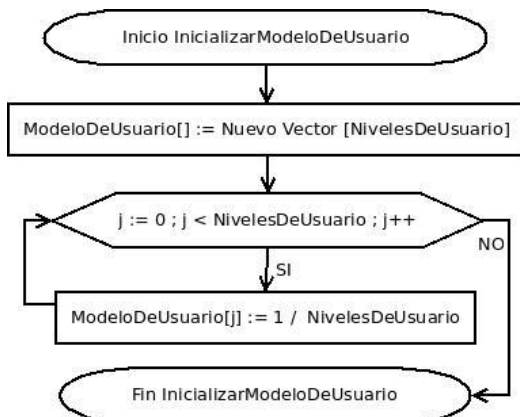 Inicio InicializarModeloDeUsuario
ModeloDeUsuario[] := Nuevo Vector [NivelesDeUsuario]
j := 0 ; j < NivelesDeUsuario ; j++
NO
SI
ModeloDeUsuario[j] := 1 / NivelesDeUsuario
Fin InicializarModeloDeUsuario